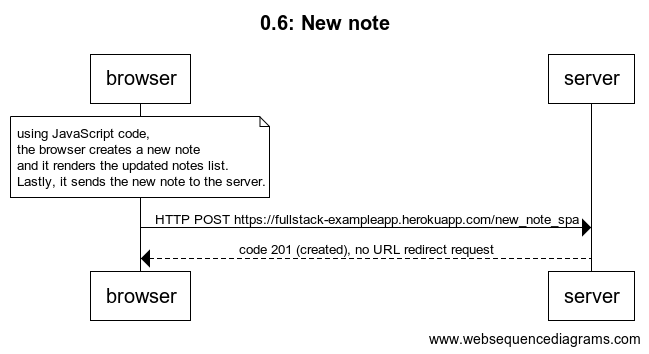 0.6: New note
browser
server
using JavaScript code,
the browser creates a new note
and it renders the updated notes list.
Lastly, it sends the new note to the server.
HTTP POST https://fullstack-exampleapp.herokuapp.com/new_note_spa
code 201 (created), no URL redirect request
browser
server
www.websequencediagrams.com